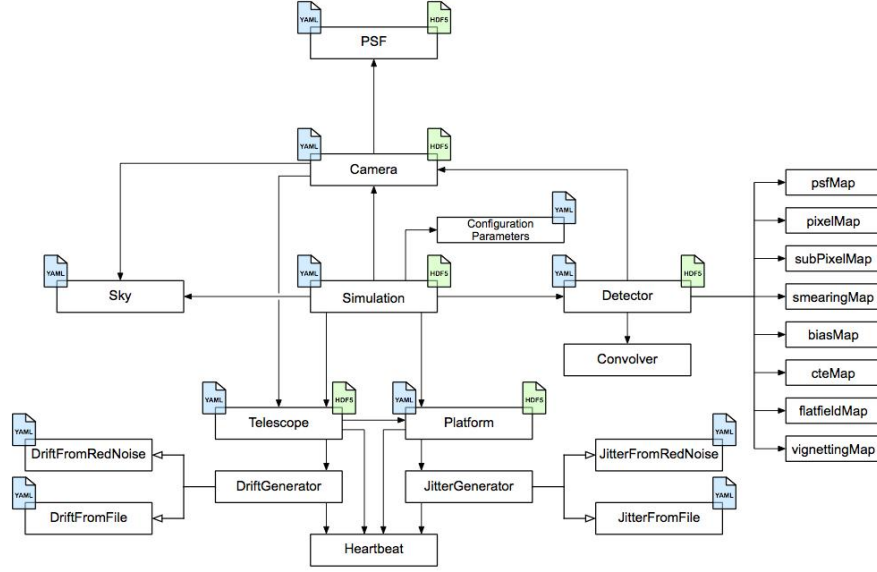 YAML
HDF5
PSF
YAML
HDF5
Camera
YAML
Configuration
Parameters
psfMap
pixelMap
subPixelMap
smearingMap
biasMap
cteMap
flatfieldMap
vignettingMap
YAML
Sky
YAML
HDF5
Simulation
YAML
HDF5
Detector
Convolver
YAML
HDF5
Telescope
YAML
HDF5
Platform
YAML
DriftFromRedNoise
YAML
DriftFromFile
DriftGenerator
JitterGenerator
YAML
JitterFromRedNoise
YAML
JitterFromFile
Heartbeat